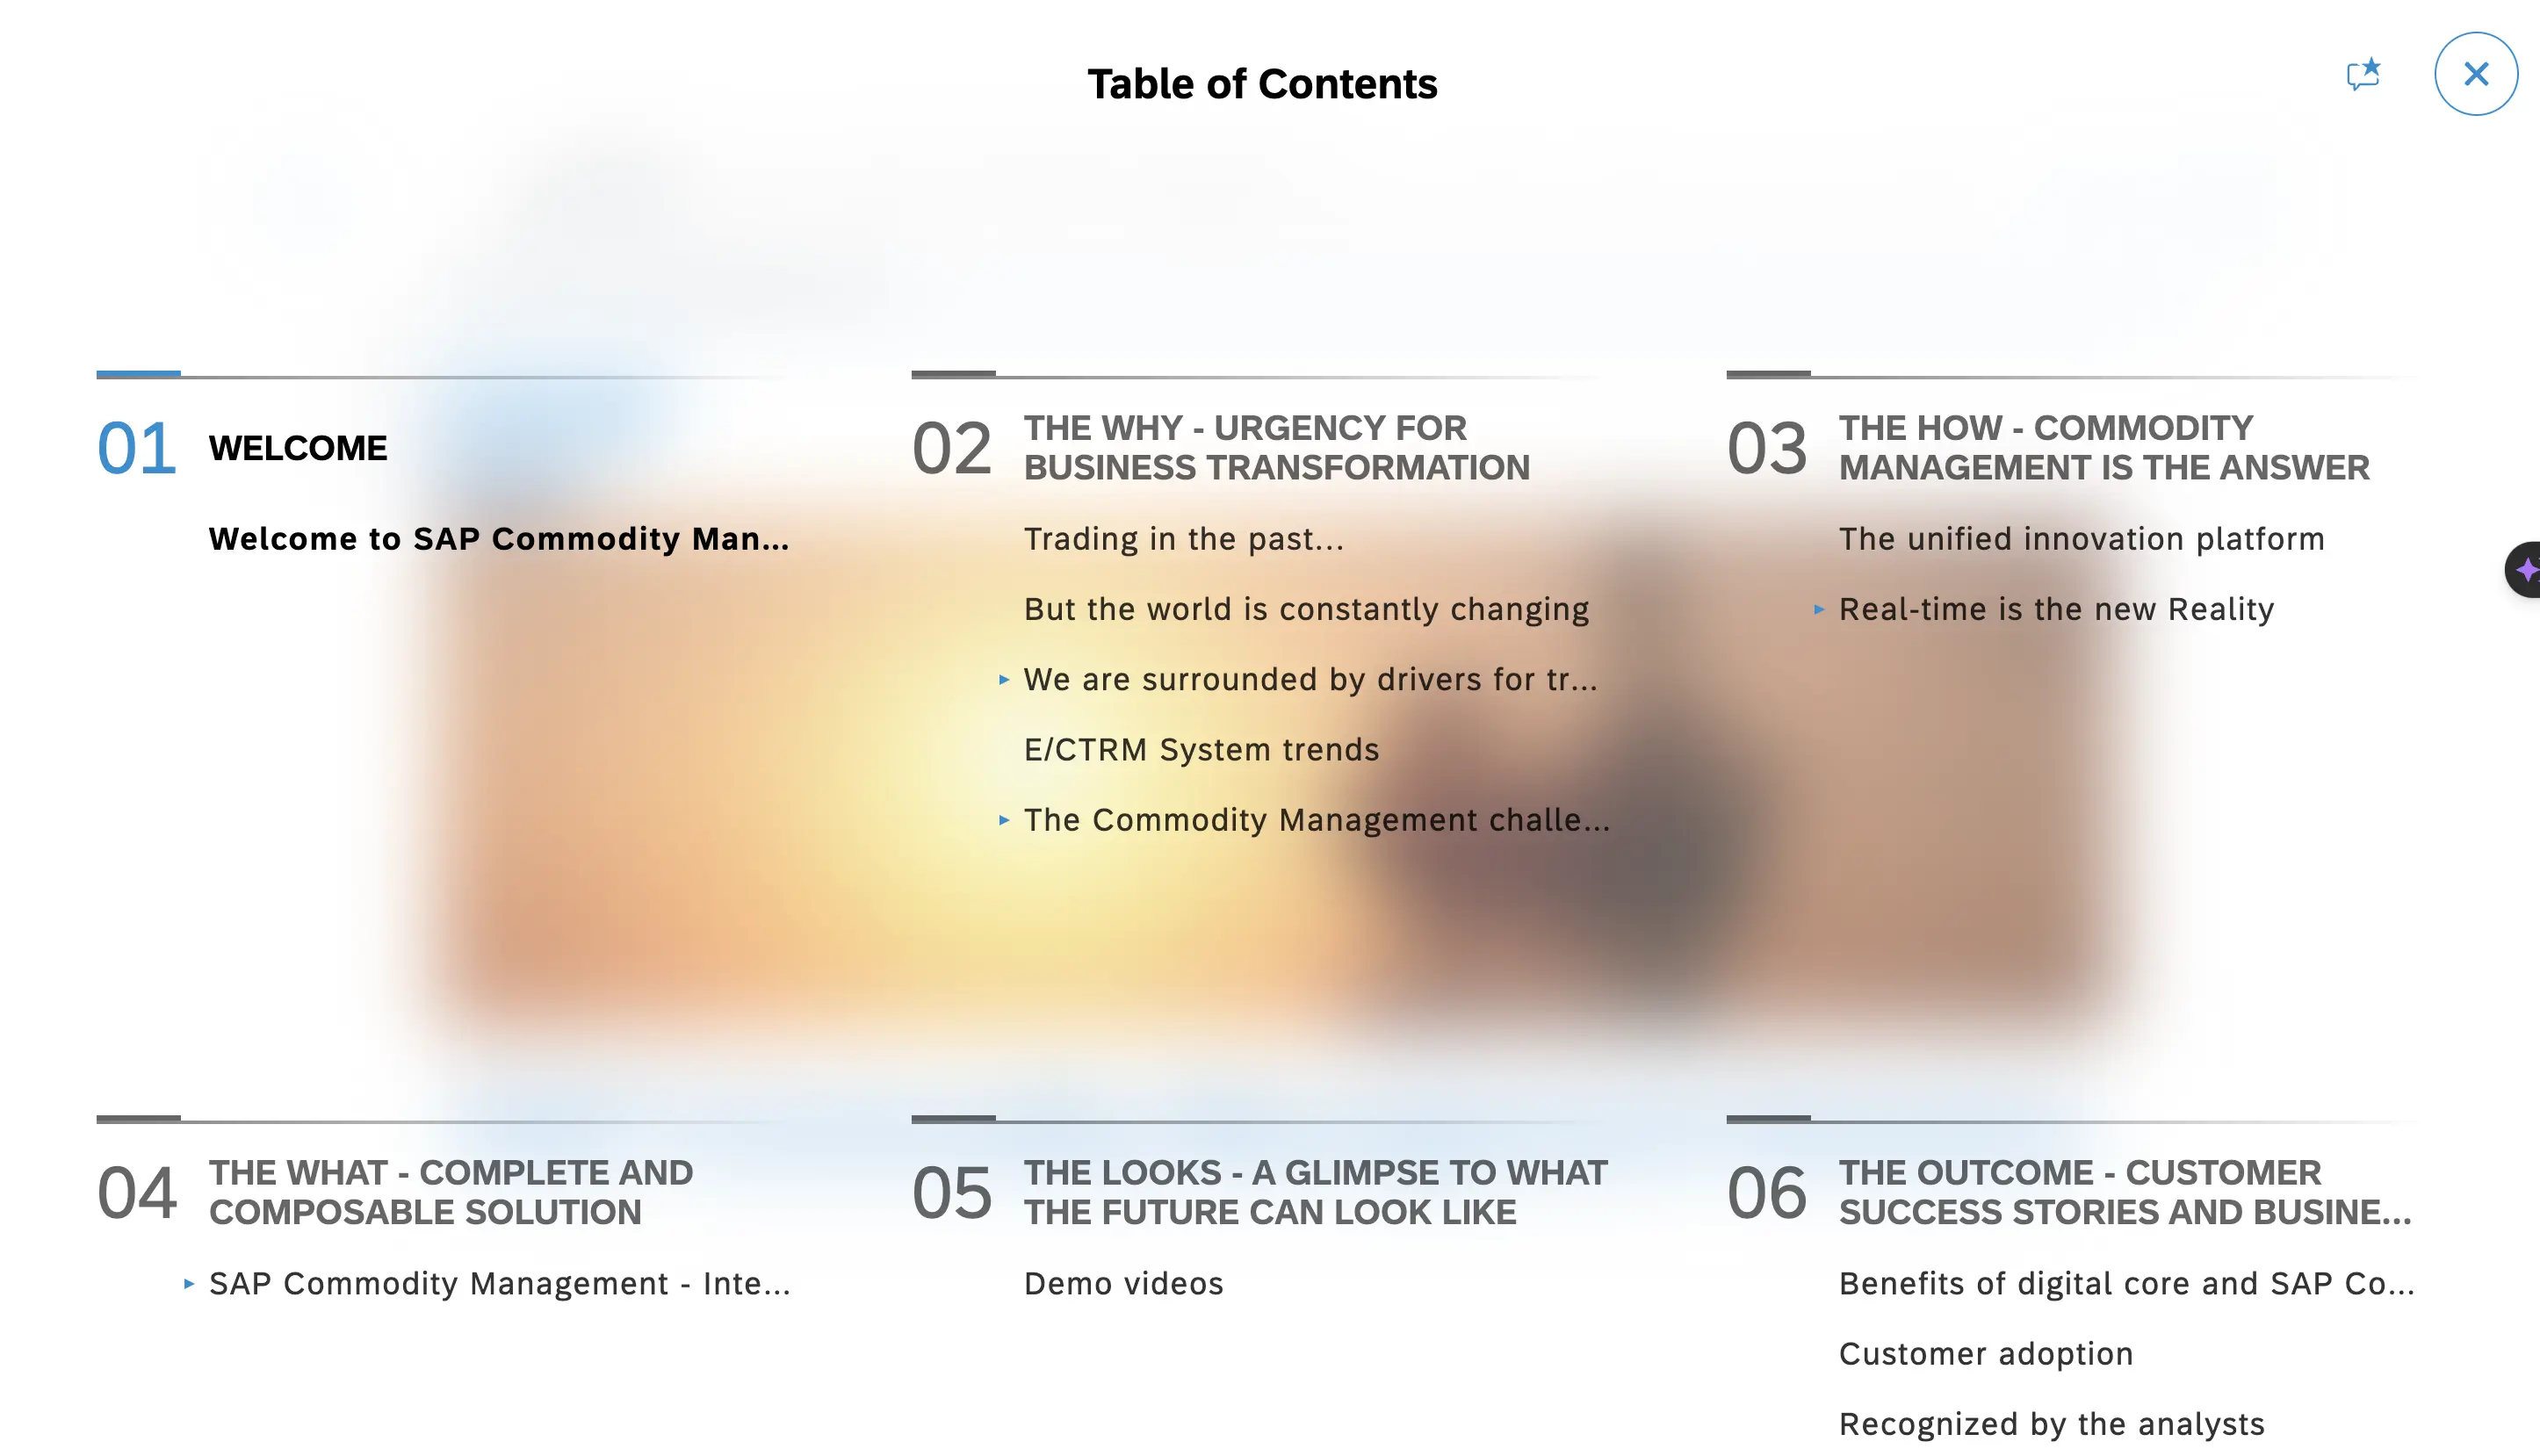 Table of Contents
01
WELCOME
Welcome to SAP Commodity Man...
02
THE WHY - URGENCY FOR
BUSINESS TRANSFORMATION
Trading in the past...
But the world is constantly changing
We are surrounded by drivers for tr...
E/CTRM System trends
The Commodity Management challe...
03
THE HOW - COMMODITY
MANAGEMENT IS THE ANSWER
The unified innovation platform
Real-time is the new Reality
04
THE WHAT - COMPLETE AND
COMPOSABLE SOLUTION
SAP Commodity Management - Inte...
05
THE LOOKS - A GLIMPSE TO WHAT
THE FUTURE CAN LOOK LIKE
Demo videos
06
THE OUTCOME - CUSTOMER
SUCCESS STORIES AND BUSINE...
Benefits of digital core and SAP Co...
Customer adoption
Recognized by the analysts